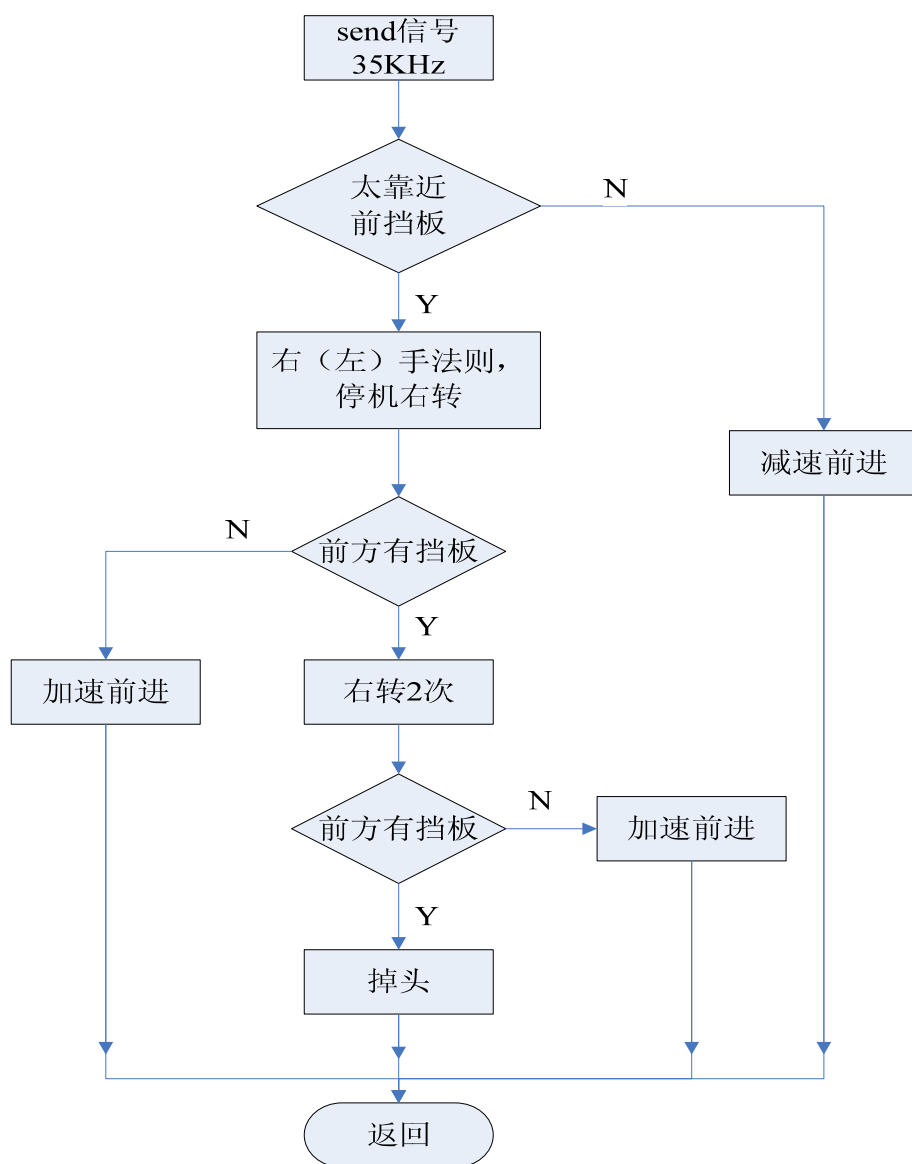 send信号
35KHz
太靠近
前挡板
N
Y
右（左）手法则，
停机右转
减速前进
N
前方有挡板
Y
加速前进
右转2次
前方有挡板
N
加速前进
Y
掉头
返回